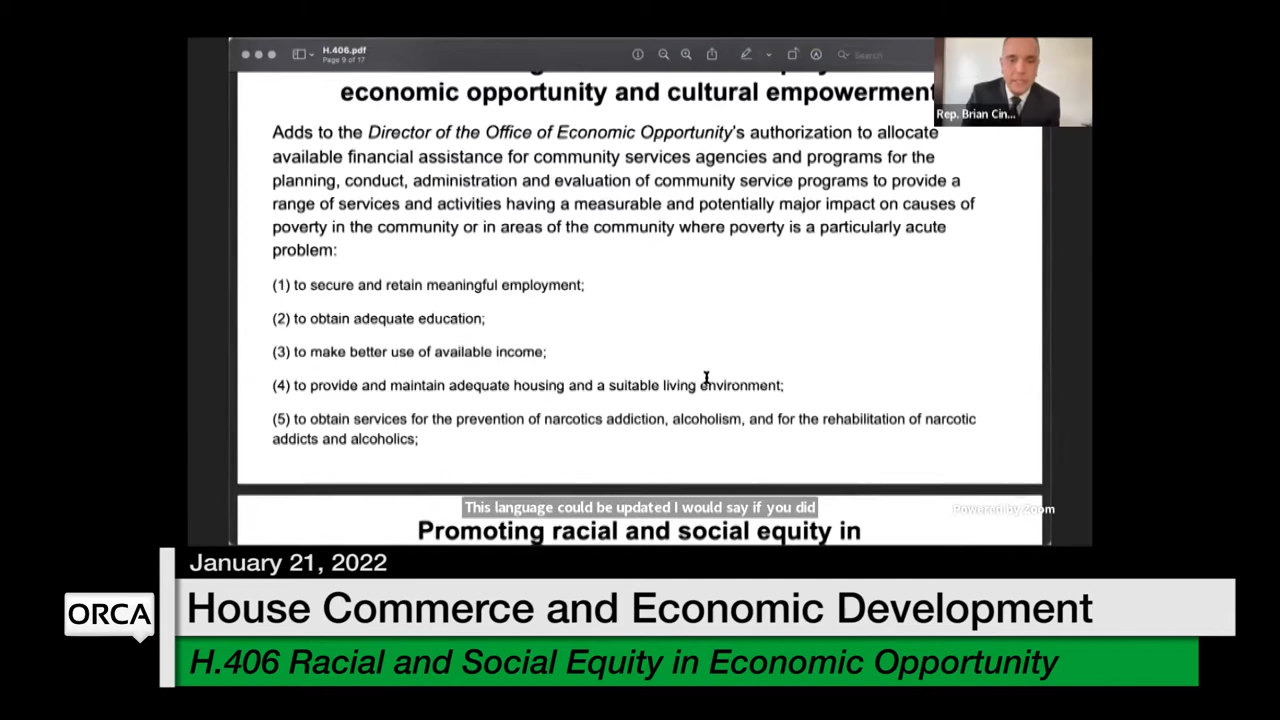 H.406.pdf
Page 9 of 17
Search
economic opportunity and cultural empowerment
Rep. Brian Cin...
Adds to the Director of the Office of Economic Opportunity's authorization to allocate
available financial assistance for community services agencies and programs for the
planning, conduct, administration and evaluation of community service programs to provide a
range of services and activities having a measurable and potentially major impact on causes of
poverty in the community or in areas of the community where poverty is a particularly acute
problem:
(1) to secure and retain meaningful employment;
(2) to obtain adequate education;
(3) to make better use of available income;
(4) to provide and maintain adequate housing and a suitable living environment;
(5) to obtain services for the prevention of narcotics addiction, alcoholism, and for the rehabilitation of narcotic
addicts and alcoholics;
This language could be updated I would say if you did
Powered by Zoom
Promoting racial and social equity in
January 21, 2022
ORCA
House Commerce and Economic Development
H.406 Racial and Social Equity in Economic Opportunity